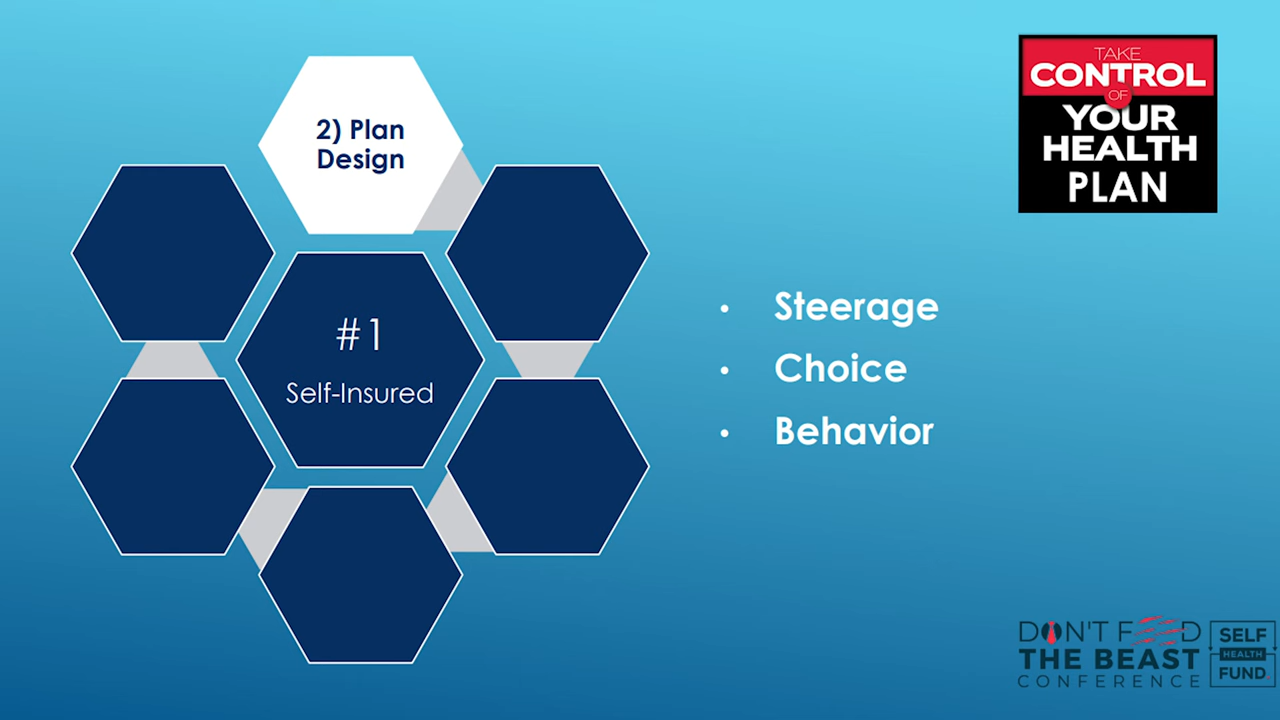 2) Plan
Design
#1
Self-Insured
• Steerage
• Choice
• Behavior
TAKE
CONTROL
OF
YOUR
HEALTH
PLAN
DON'T FEED
THE BEAST
CONFERENCE
SELF
HEALTH
FUND.